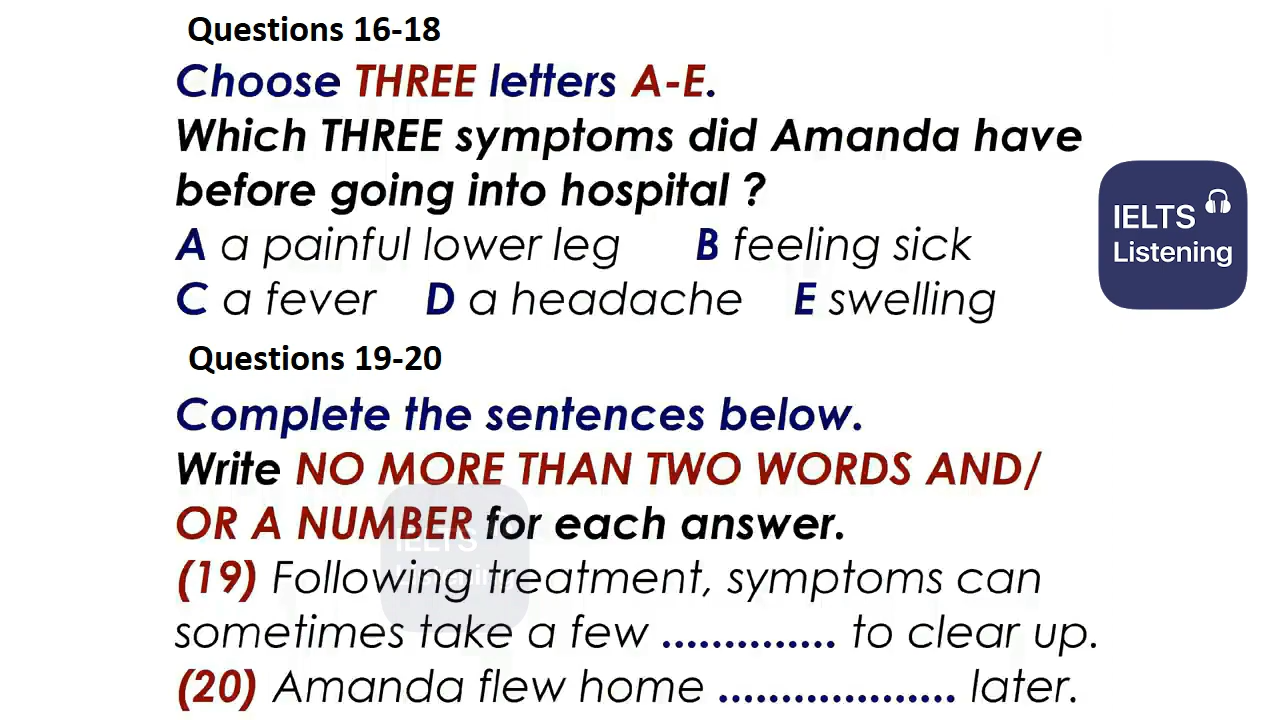 Questions 16-18
Choose THREE letters A-E.
Which THREE symptoms did Amanda have
before going into hospital ?
A a painful lower leg B feeling sick
C a fever D a headache E swelling
IELTS
Listening
Questions 19-20
Complete the sentences below.
Write NO MORE THAN TWO WORDS AND/
OR A NUMBER for each answer.
IELTS
Listening
(19) Following treatment, symptoms can
sometimes take a few .............. to clear up.
(20) Amanda flew home ................... later.